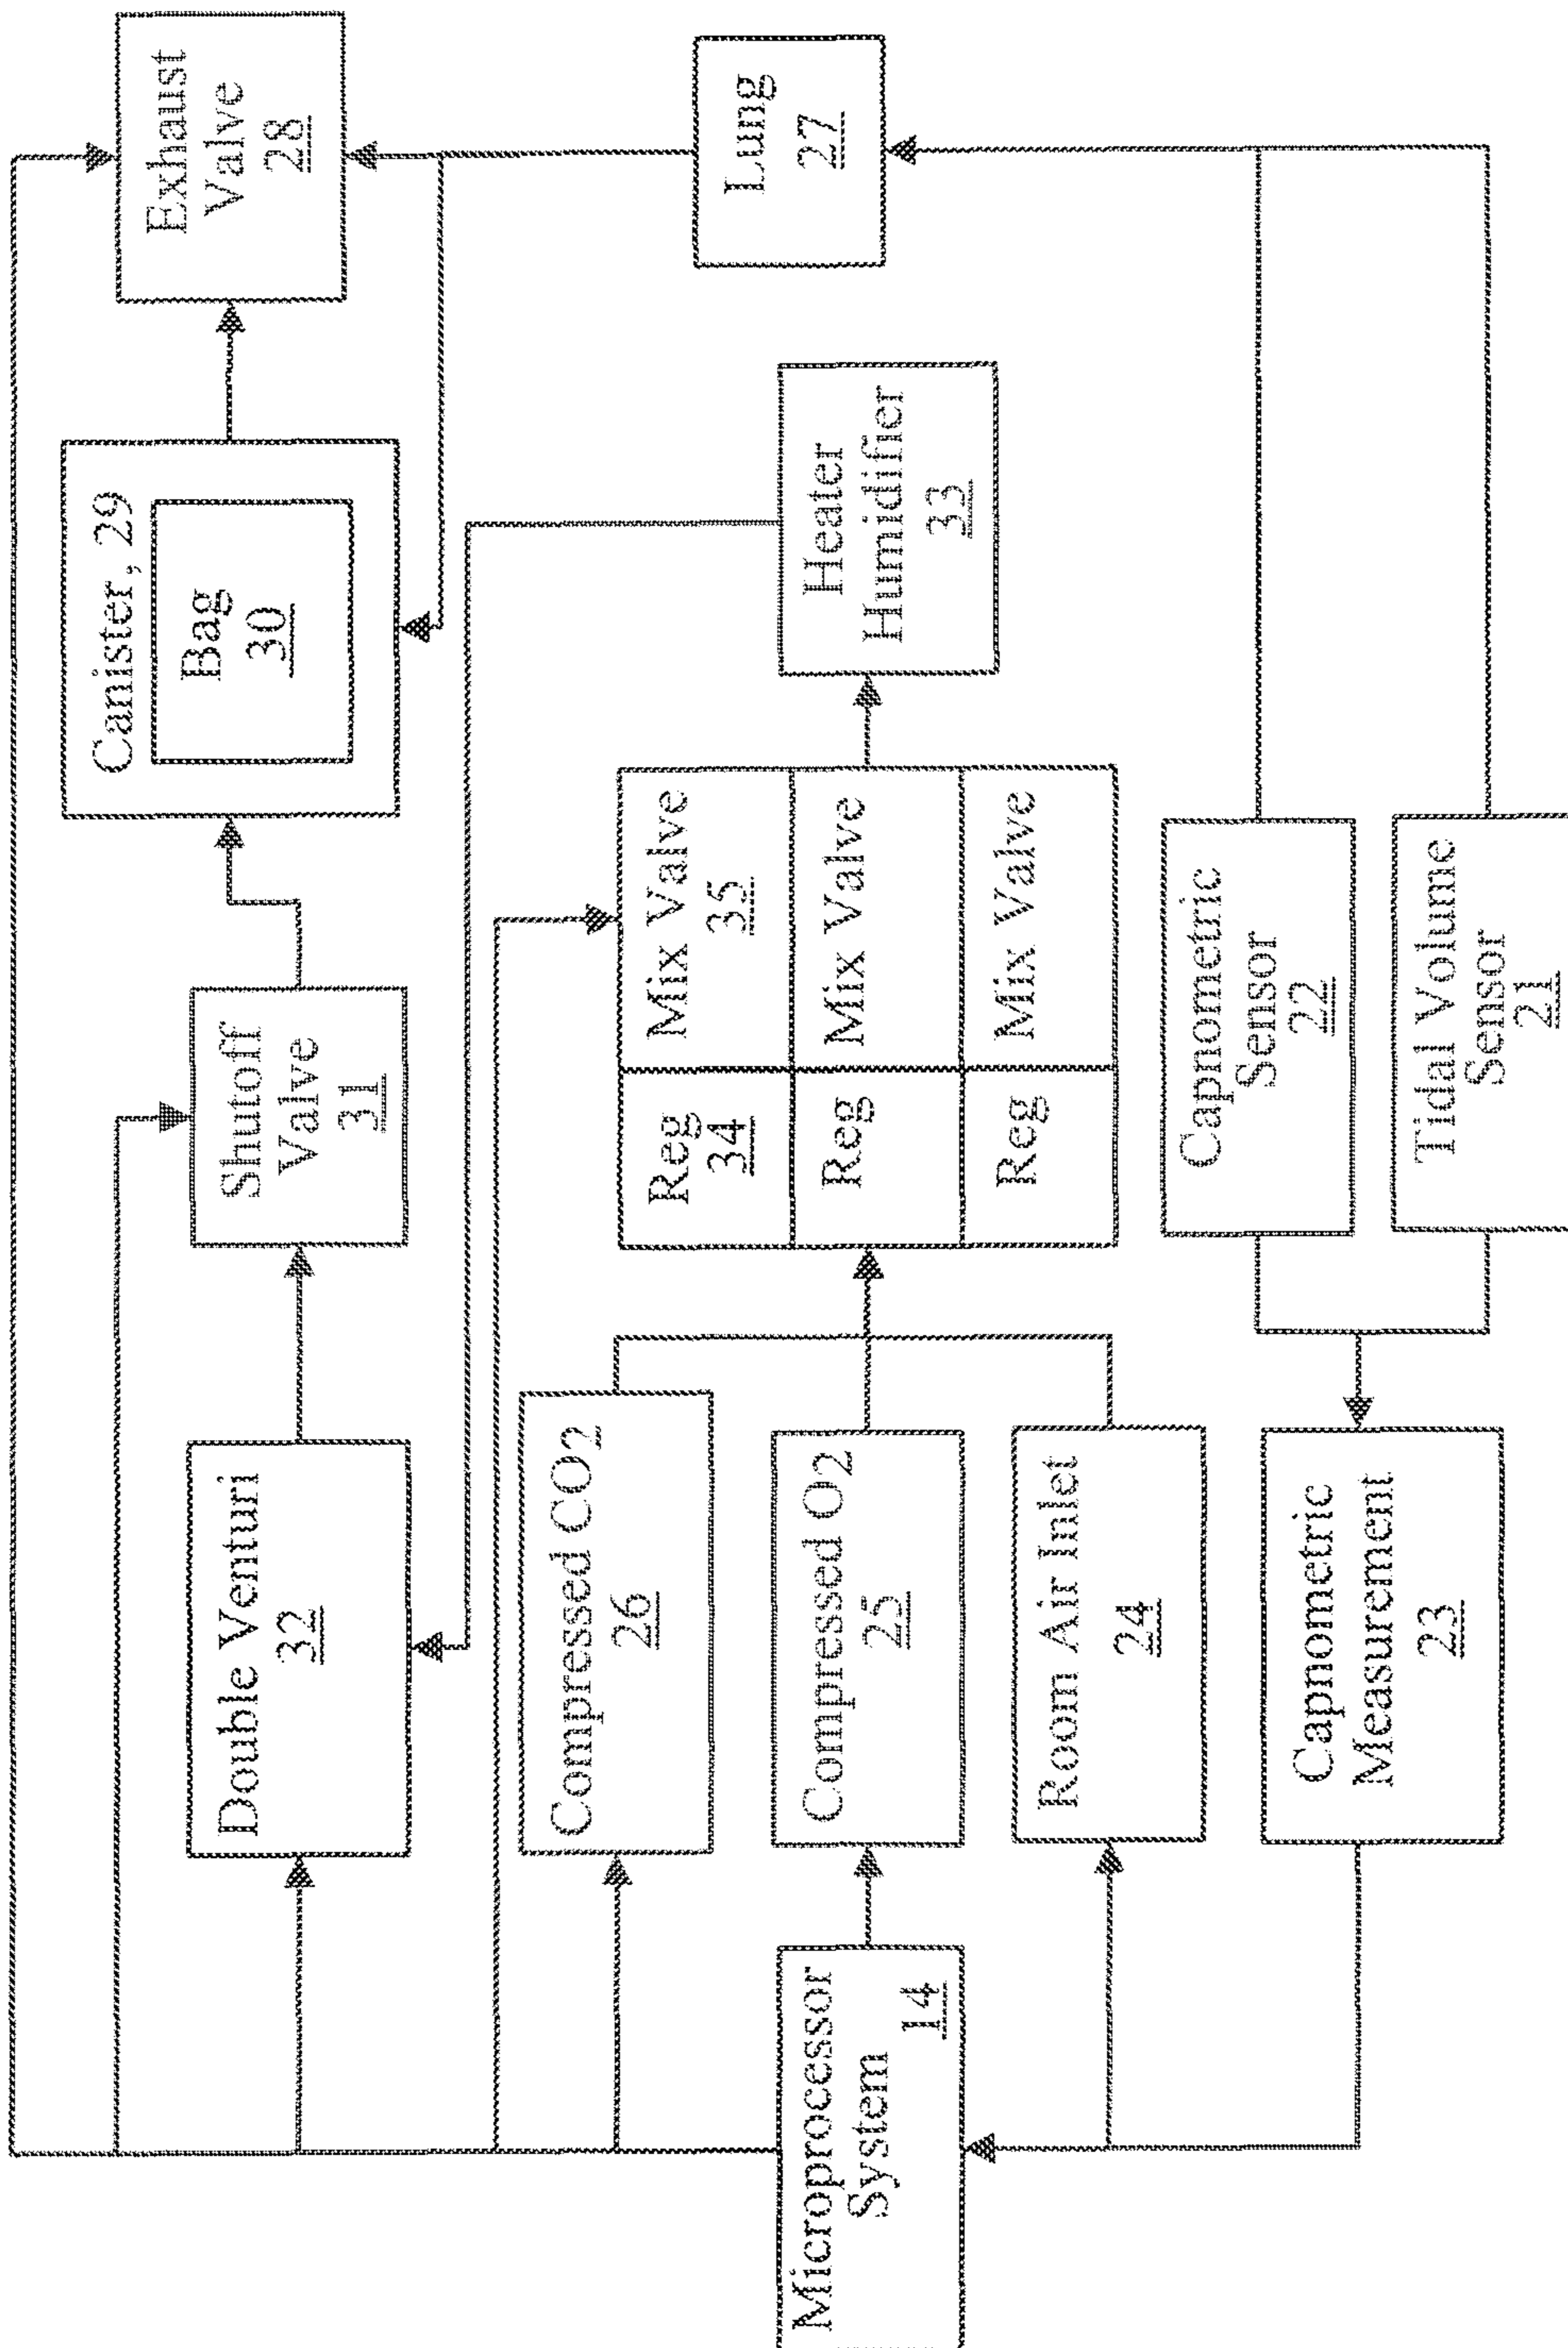 Double Venturi
32
Shutoff
Valve
31
Canister, 29
Bag
30
Exhaust
Valve
28
Compressed CO2
26
Compressed O2
25
Room Air Inlet
24
Reg
34
Mix Valve
35
Reg
Mix Valve
Reg
Mix Valve
Heater
Humidifier
33
Lung
27
Microprocessor
System
14
Capnometric
Measurement
23
Capnometric
Sensor
22
Tidal Volume
Sensor
21